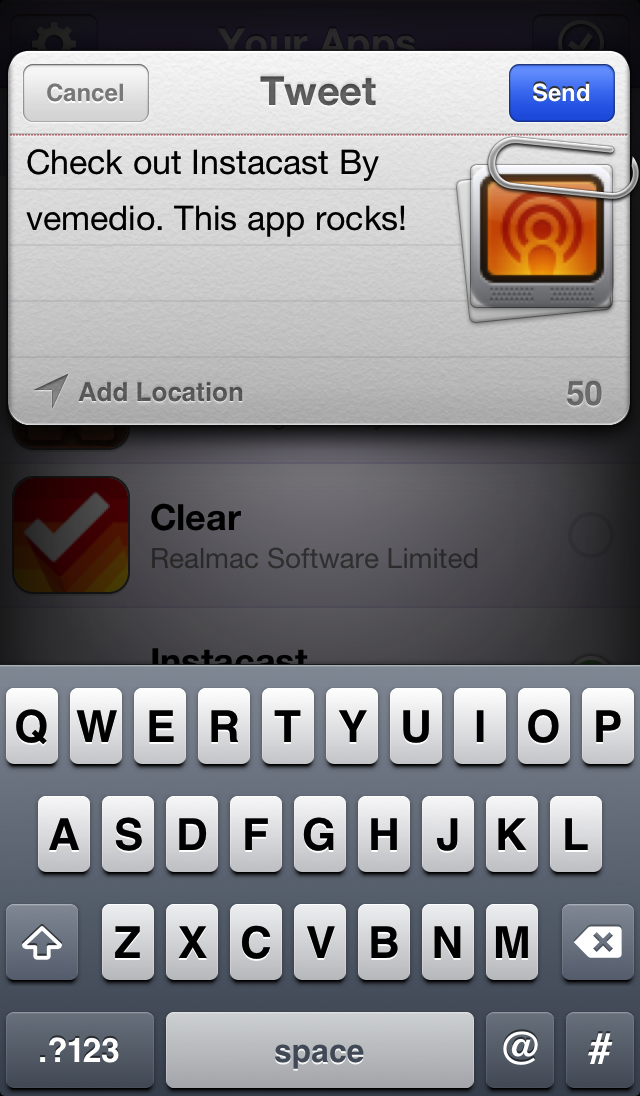 Your Apps
Cancel
Tweet
Send
Check out Instacast By
vemedio. This app rocks!
Add Location
50
Clear
Realmac Software Limited
Instacast
Q W E R T Y U I O P
A S D F G H J K L
Z X C V B N M
.?123
space
@
#